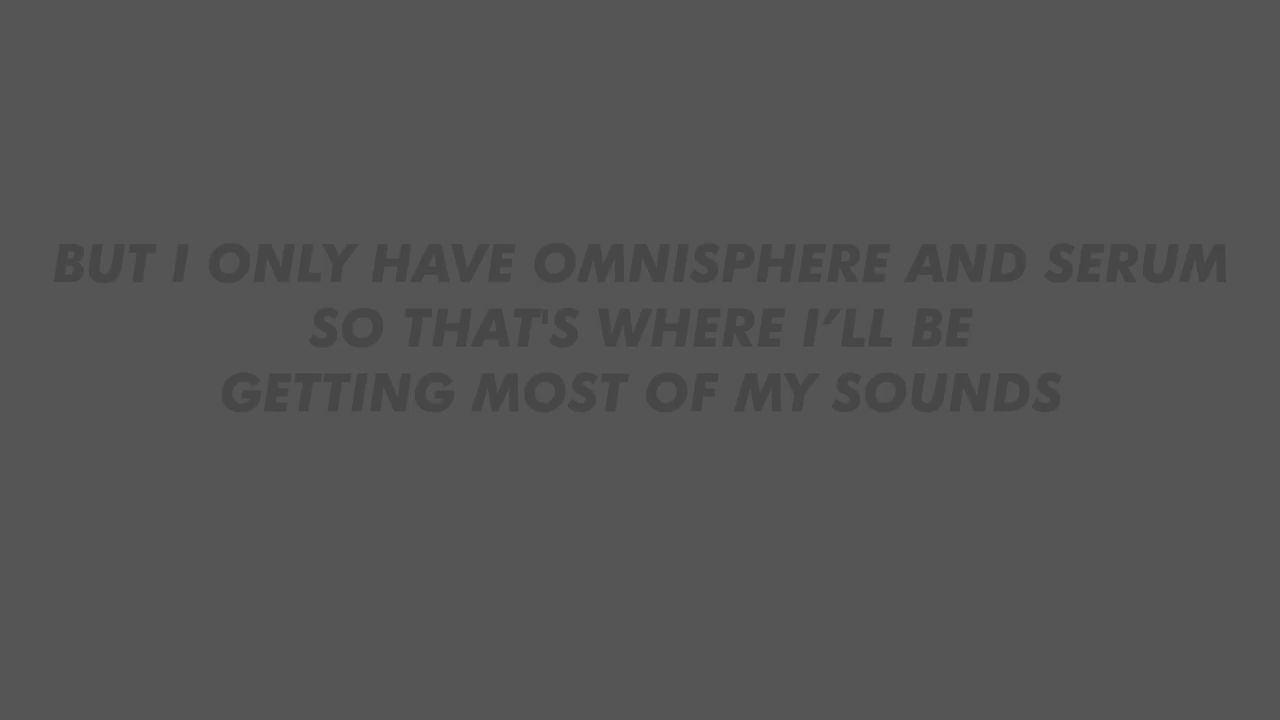 BUT I ONLY HAVE OMNISPHERE AND SERUM
SO THAT'S WHERE I’LL BE
GETTING MOST OF MY SOUNDS